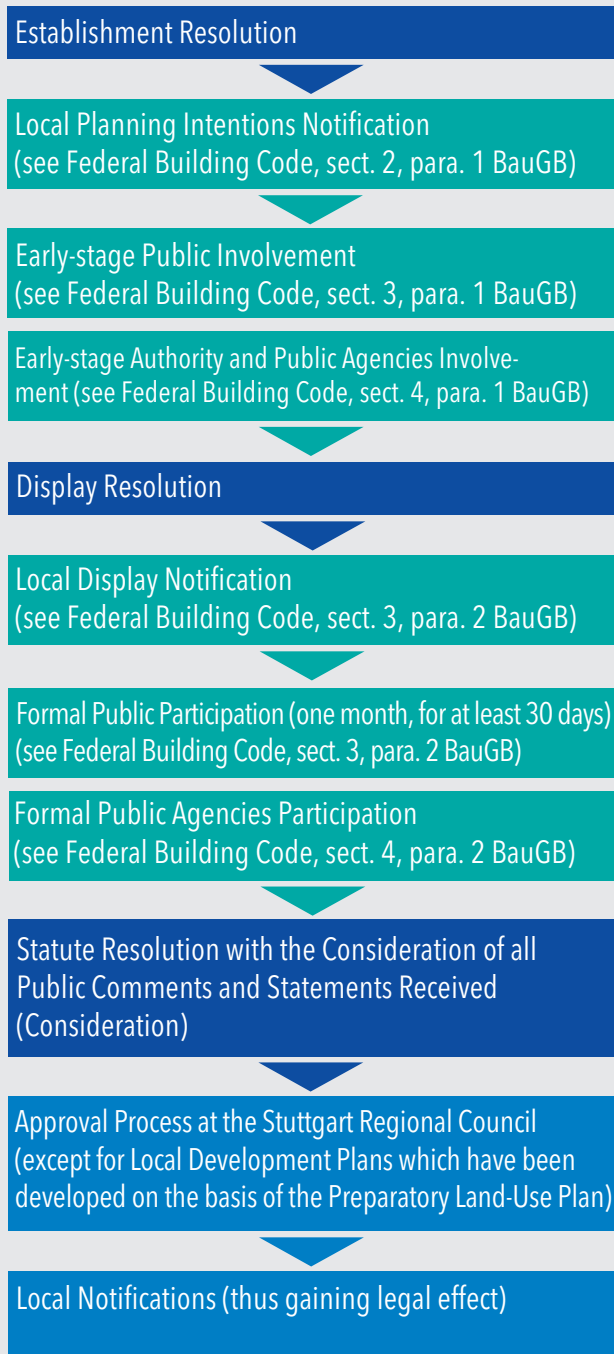 Establishment Resolution
Local Planning Intentions Notification
(see Federal Building Code, sect. 2, para. 1 BauGB)
Early-stage Public Involvement
(see Federal Building Code, sect. 3, para. 1 BauGB)
Early-stage Authority and Public Agencies Involve-
ment (see Federal Building Code, sect. 4, para. 1 BauGB)
Display Resolution
Local Display Notification
(see Federal Building Code, sect. 3, para. 2 BauGB)
Formal Public Participation (one month, for at least 30 days)
(see Federal Building Code, sect. 3, para. 2 BauGB)
Formal Public Agencies Participation
(see Federal Building Code, sect. 4, para. 2 BauGB)
Statute Resolution with the Consideration of all
Public Comments and Statements Received
(Consideration)
Approval Process at the Stuttgart Regional Council
(except for Local Development Plans which have been
developed on the basis of the Preparatory Land-Use Plan)
Local Notifications (thus gaining legal effect)